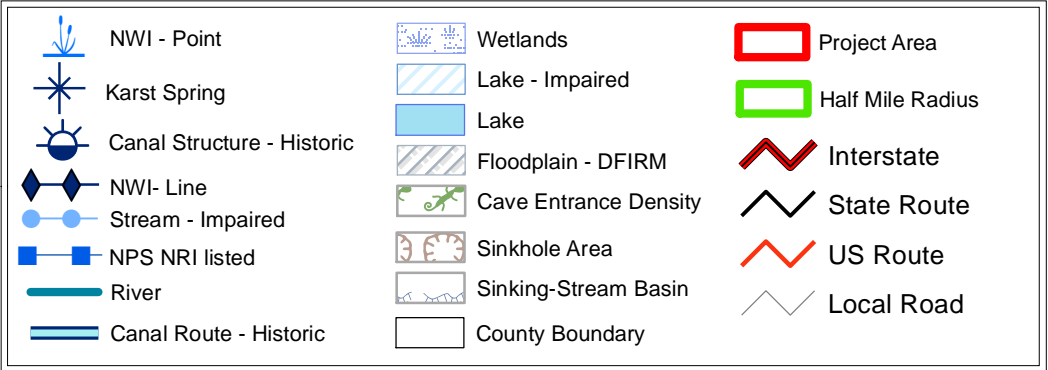 NWI - Point
Karst Spring
Canal Structure - Historic
NWI- Line
Stream - Impaired
NPS NRI listed
River
Canal Route - Historic
Wetlands
Lake - Impaired
Lake
Floodplain - DFIRM
Cave Entrance Density
Sinkhole Area
Sinking-Stream Basin
County Boundary
Project Area
Half Mile Radius
Interstate
State Route
US Route
Local Road